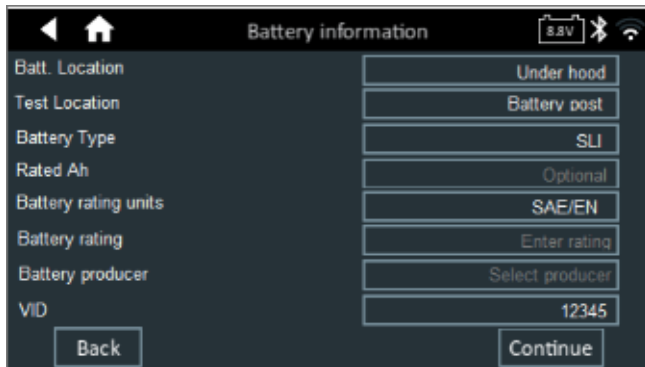 Battery information
8.8V
Batt. Location
Under hood
Test Location
Battery post
Battery Type
SLI
Rated Ah
Optional
Battery rating units
SAE/EN
Battery rating
Enter rating
Battery producer
Select producer
VID
12345
Back
Continue